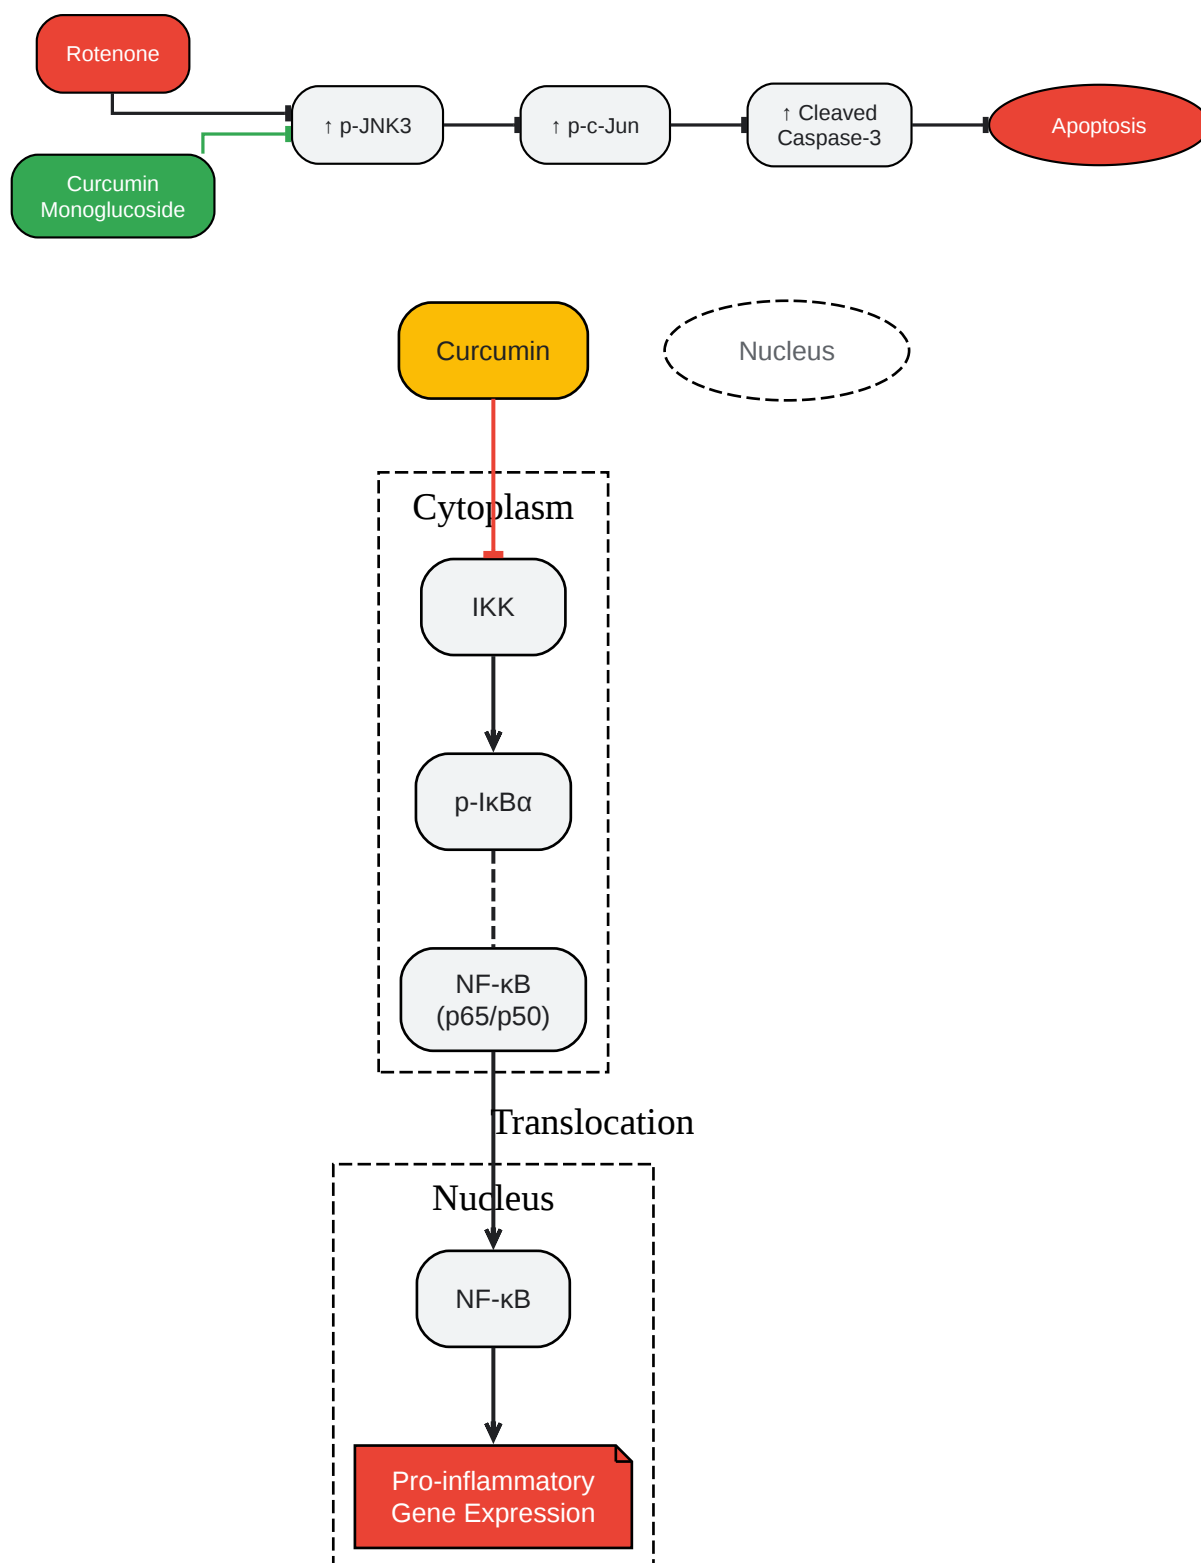 Rotenone
↑ p-JNK3
↑ p-c-Jun
↑ Cleaved
Caspase-3
Apoptosis
Curcumin
Monoglucoside
Curcumin
Nucleus
Cytoplasm
IKK
p-IκBα
NF-κB
(p65/p50)
Translocation
Nucleus
NF-κB
Pro-inflammatory
Gene Expression